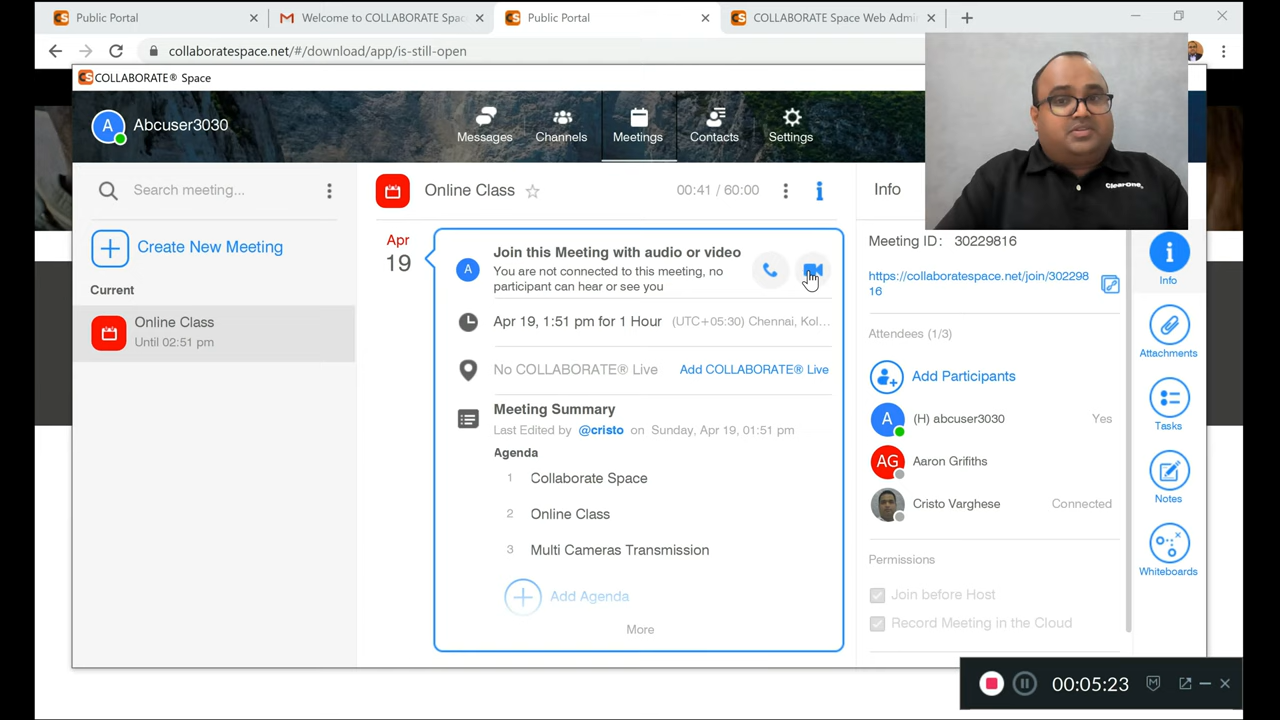 Public Portal
Welcome to COLLABORATE Spac
Public Portal
COLLABORATE Space Web Admi
collaboratespace.net/#/download/app/is-still-open
CS COLLABORATE® Space
A Abcuser3030
Messages
Channels
Meetings
Contacts
Settings
Search meeting...
Online Class
00:41 / 60:00
Info
ClearOne
Create New Meeting
Current
Online Class
Until 02:51 pm
Apr
19
A
Join this Meeting with audio or video
You are not connected to this meeting, no
participant can hear or see you
Apr 19, 1:51 pm for 1 Hour (UTC+05:30) Chennai, Kol...
No COLLABORATE® Live Add COLLABORATE® Live
Meeting Summary
Last Edited by @cristo on Sunday, Apr 19, 01:51 pm
Agenda
1 Collaborate Space
2 Online Class
3 Multi Cameras Transmission
Add Agenda
More
Meeting ID: 30229816
https://collaboratespace.net/join/302298
16
Attendees (1/3)
Add Participants
A (H) abcuser3030 Yes
AG Aaron Grifiths
Cristo Varghese Connected
Permissions
Join before Host
Record Meeting in the Cloud
Info
Attachments
Tasks
Notes
Whiteboards
00:05:23